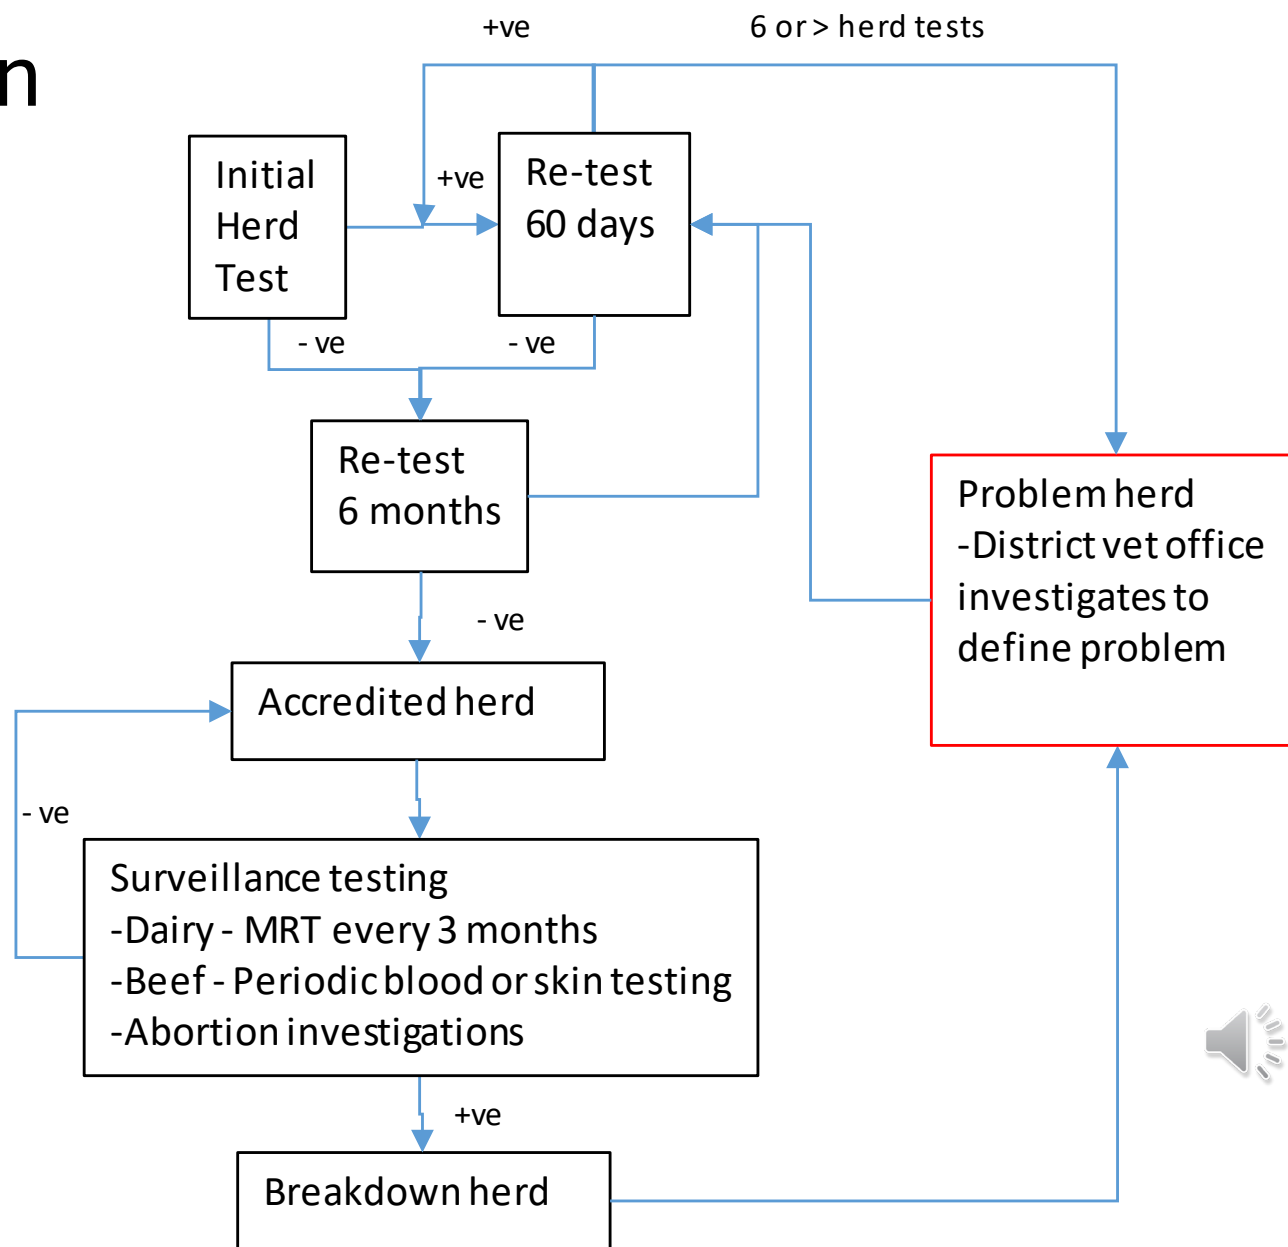 +ve
6 or > herd tests
n
Initial
Herd
Test
+ve
Re-test
60 days
- ve
- ve
Re-test
6 months
Problem herd
-District vet office
investigates to
define problem
- ve
Accredited herd
- ve
Surveillance testing
-Dairy - MRT every 3 months
-Beef - Periodic blood or skin testing
-Abortion investigations
+ve
Breakdown herd